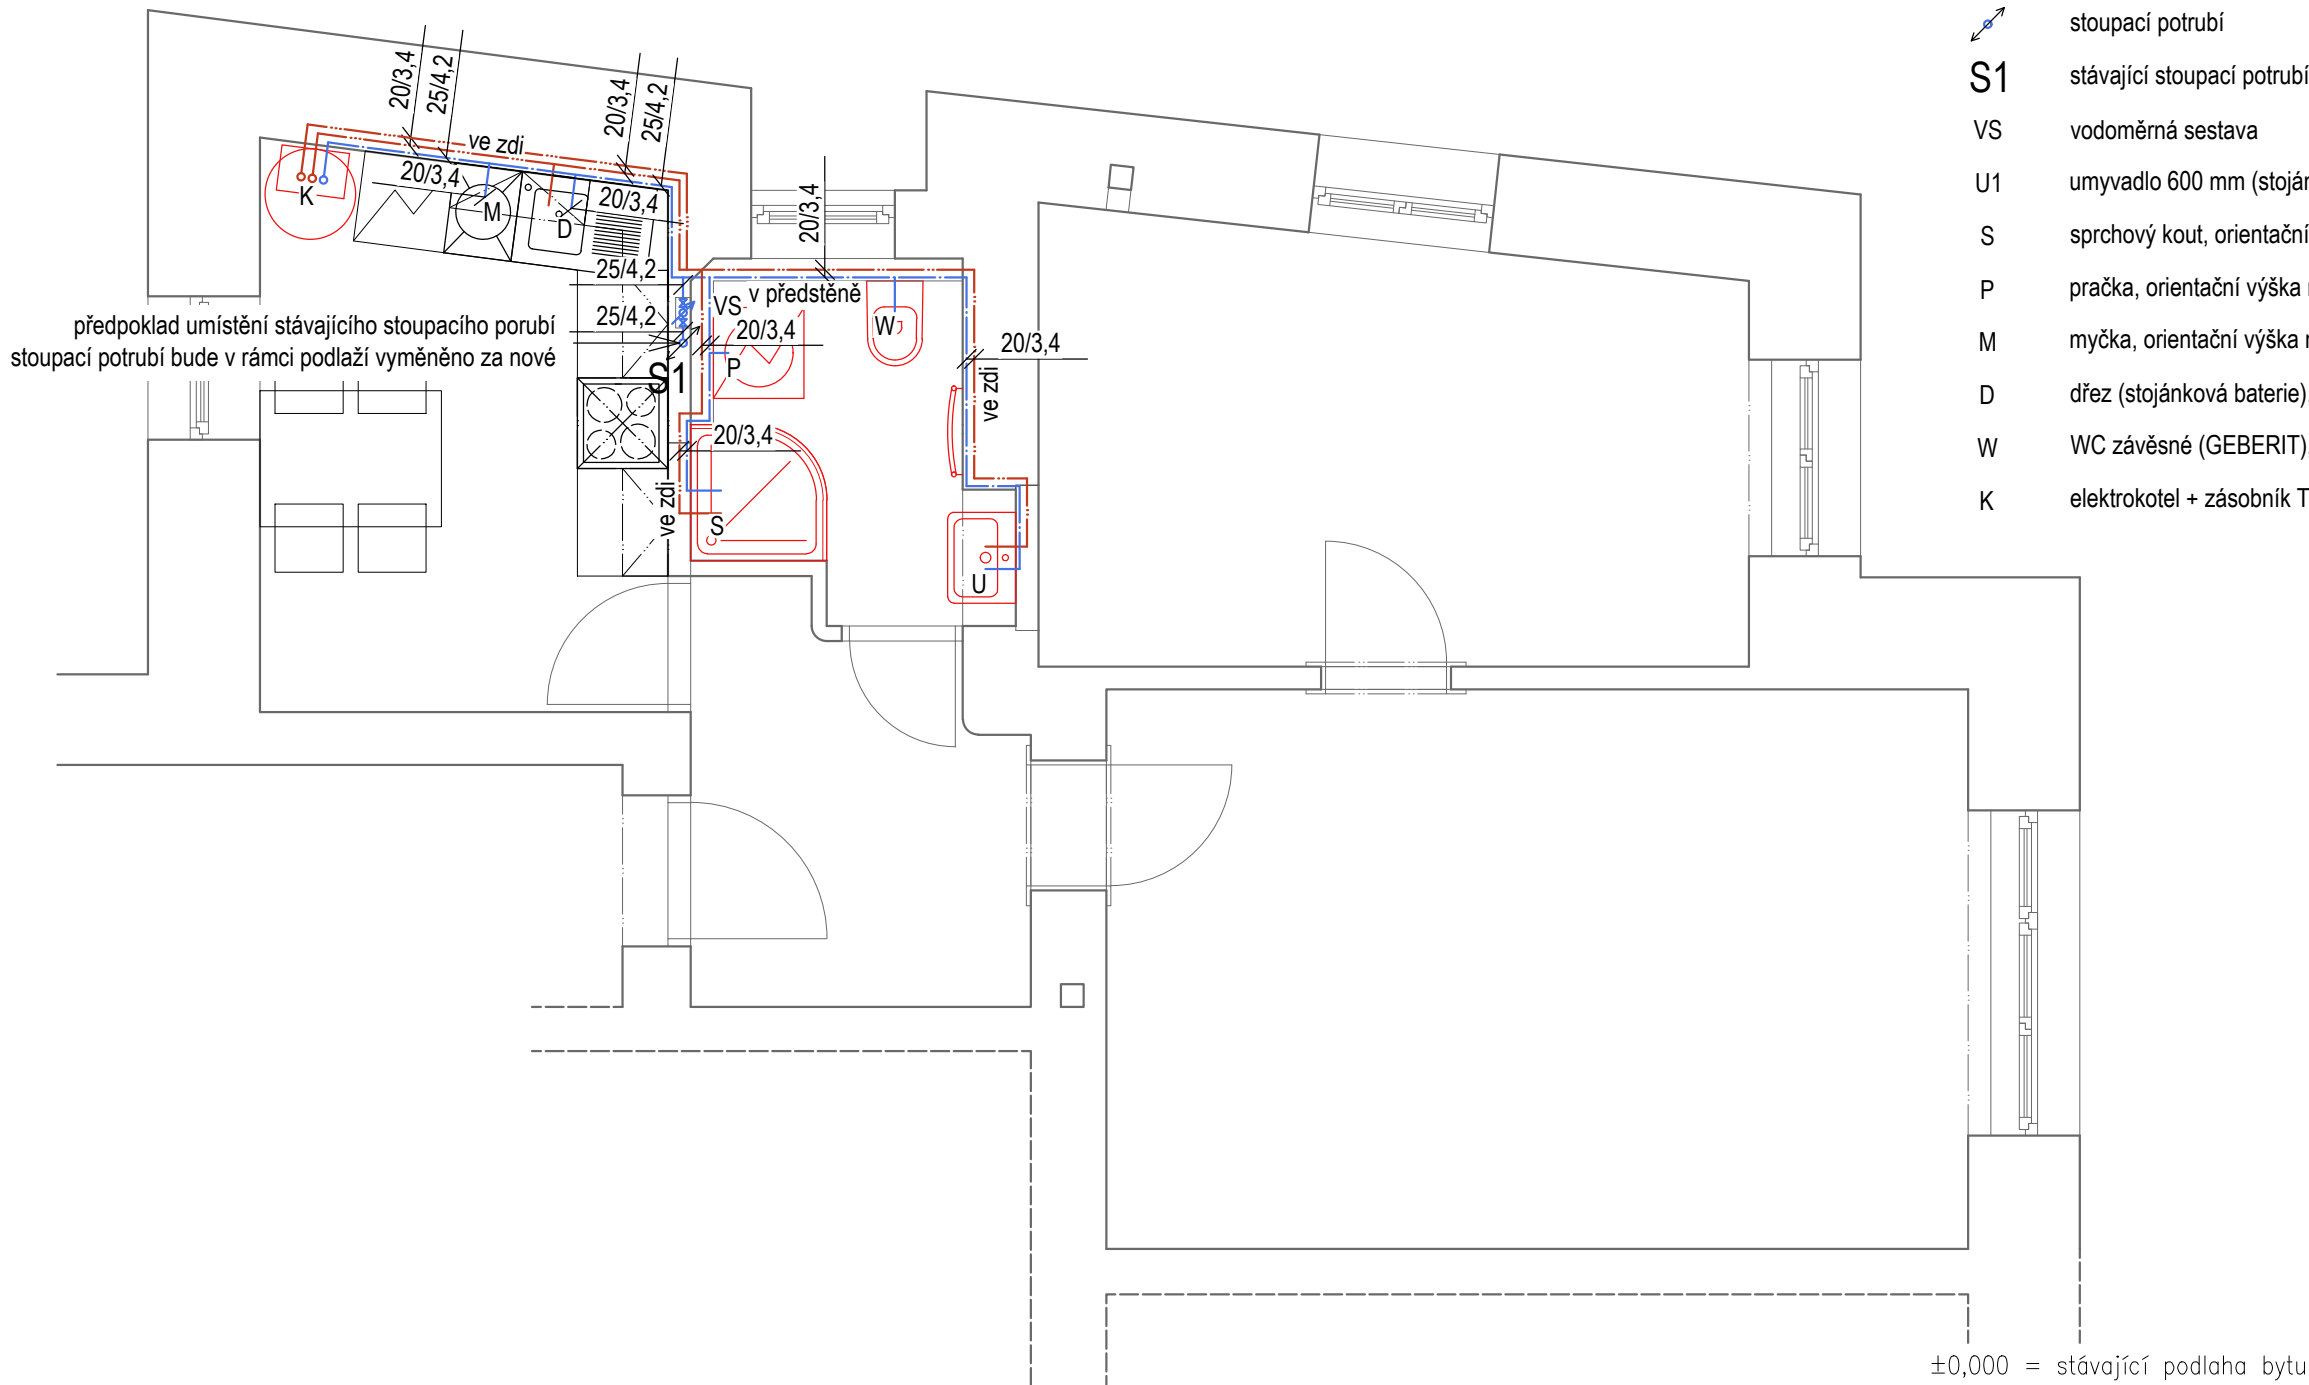 stoupací potrubí
S1 stávající stoupací potrubí
VS vodoměrná sestava
U1 umyvadlo 600 mm
S sprchový kout, orientační
P pračka, orientační výška
M myčka, orientační výška
D dřez (stojánková baterie)
W WC závěsné (GEBERIT)
K elektrokotel + zásobník
20/3,4
25/4,2
20/3,4
25/4,2
ve zdi
20/3,4
20/3,4
20/3,4
K
M
D
25/4,2
25/4,2
VS
v předstěně
20/3,4
W
P
S1
20/3,4
ve zdi
20/3,4
ve zdi
S
U
předpoklad umístění stávajícího stoupacího porubí
stoupací potrubí bude v rámci podlaží vyměněno za nové
±0,000 = stávající podlaha bytu